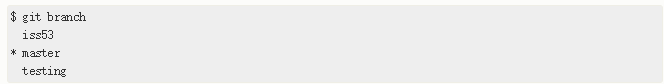 $ git branch
iss53
* master
testing